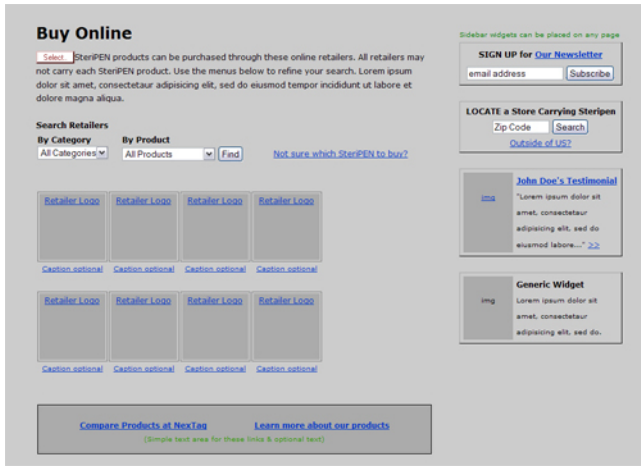 Buy Online
Select. SteriPEN products can be purchased through these online retailers. All retailers may
not carry each SteriPEN product. Use the menus below to refine your search. Lorem ipsum
dolor sit amet, consectetaur adipisicing elit, sed do eiusmod tempor incididunt ut labore et
dolore magna aliqua.
Search Retailers
By Category By Product
All Categories All Products Find Not sure which SteriPEN to buy?
Retailer Logo Retailer Logo Retailer Logo Retailer Logo
Caption optional Caption optional Caption optional Caption optional
Retailer Logo Retailer Logo Retailer Logo Retailer Logo
Caption optional Caption optional Caption optional Caption optional
Compare Products at NexTag Learn more about our products
(Simple text area for these links & optional text)
Sidebar widgets can be placed on any page
SIGN UP for Our Newsletter
email address Subscribe
LOCATE a Store Carrying Steripen
Zip Code Search
Outside of US?
John Doe's Testimonial
img "Lorem ipsum dolor sit
amet, consectetaur
adipisicing elit, sed do
eiusmod labore..." >>
Generic Widget
img Lorem ipsum dolor sit
amet, consectetaur
adipisicing elit, sed do.